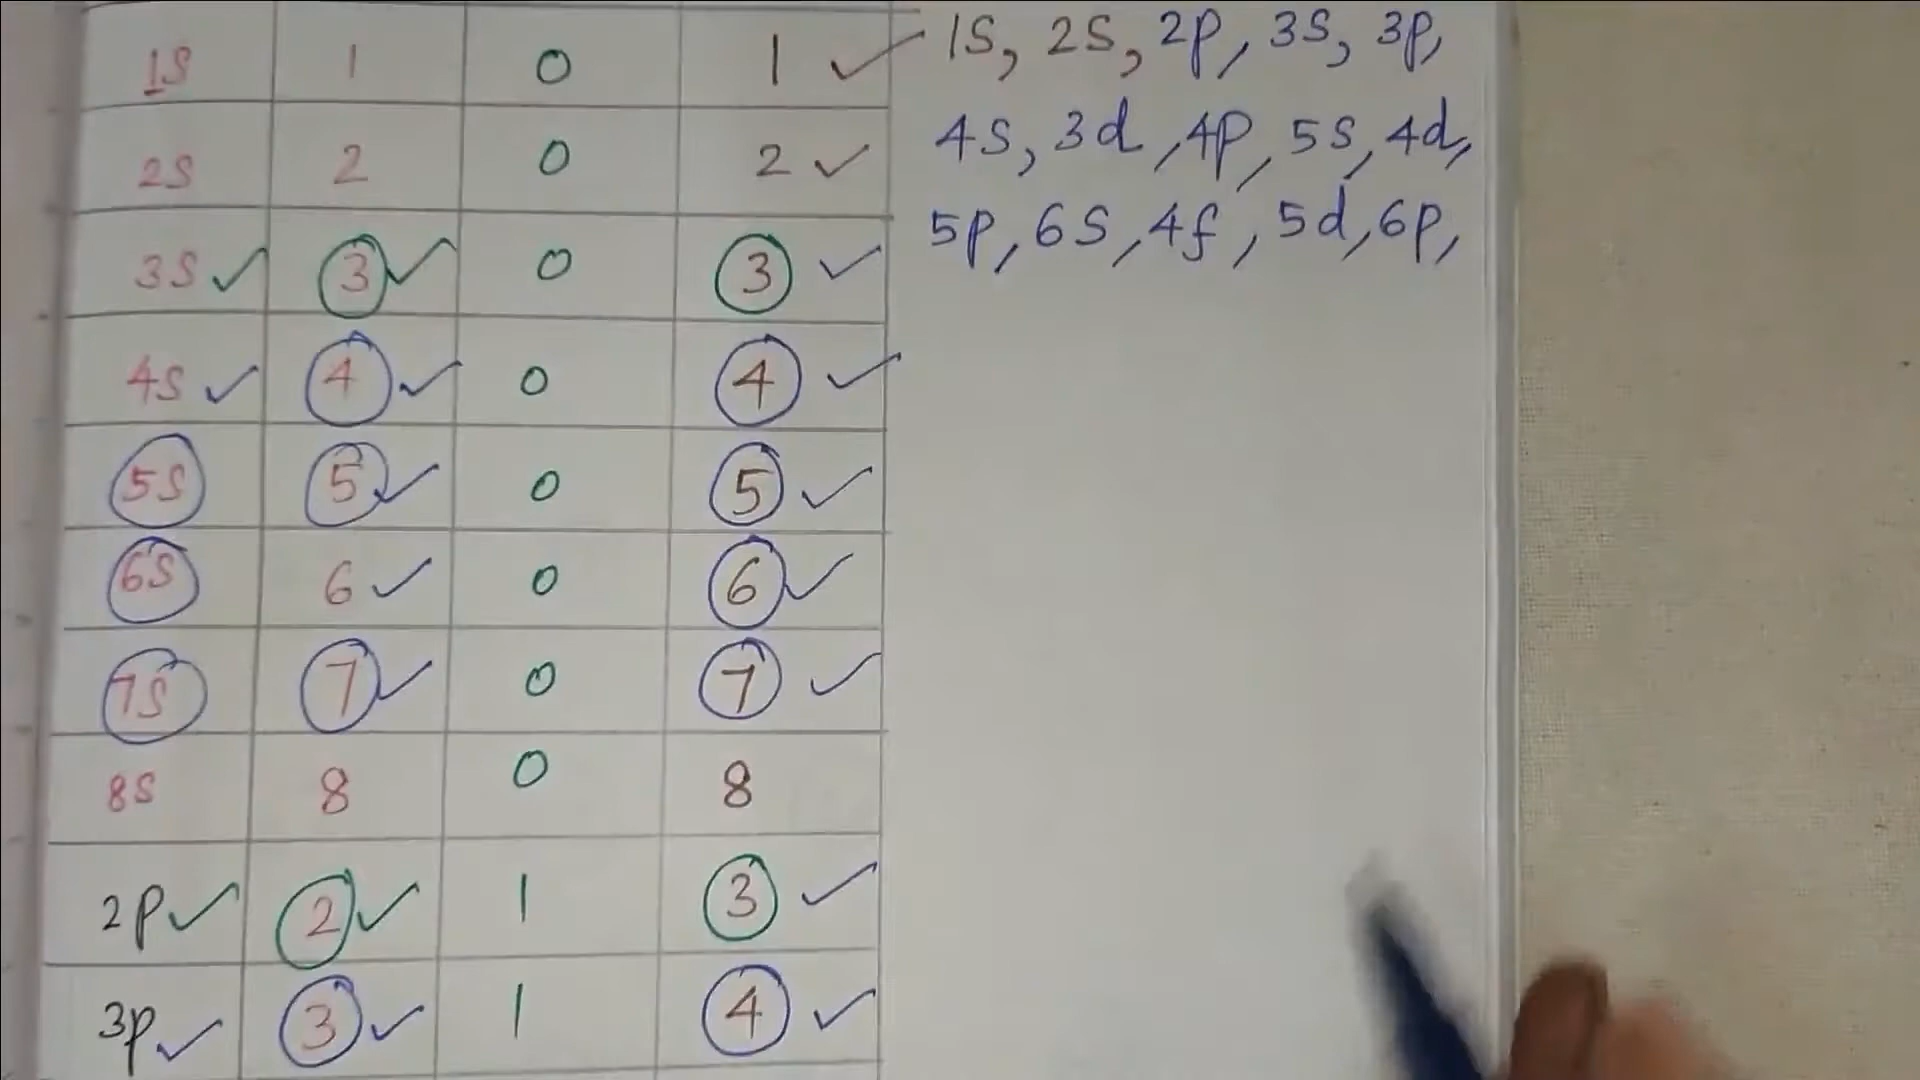 1s 1 0 1 ✓ 1s, 2s, 2p, 3s, 3p,
2s 2 0 2 ✓ 4s, 3d, 4p, 5s, 4d,
3s ✓ 3 ✓ 0 3 ✓ 5p, 6s, 4f, 5d, 6p,
4s ✓ 4 ✓ 0 4 ✓
5s 5 ✓ 0 5 ✓
6s 6 ✓ 0 6 ✓
7s 7 ✓ 0 7 ✓
8s 8 0 8
2p ✓ 2 ✓ 1 3 ✓
3p ✓ 3 ✓ 1 4 ✓